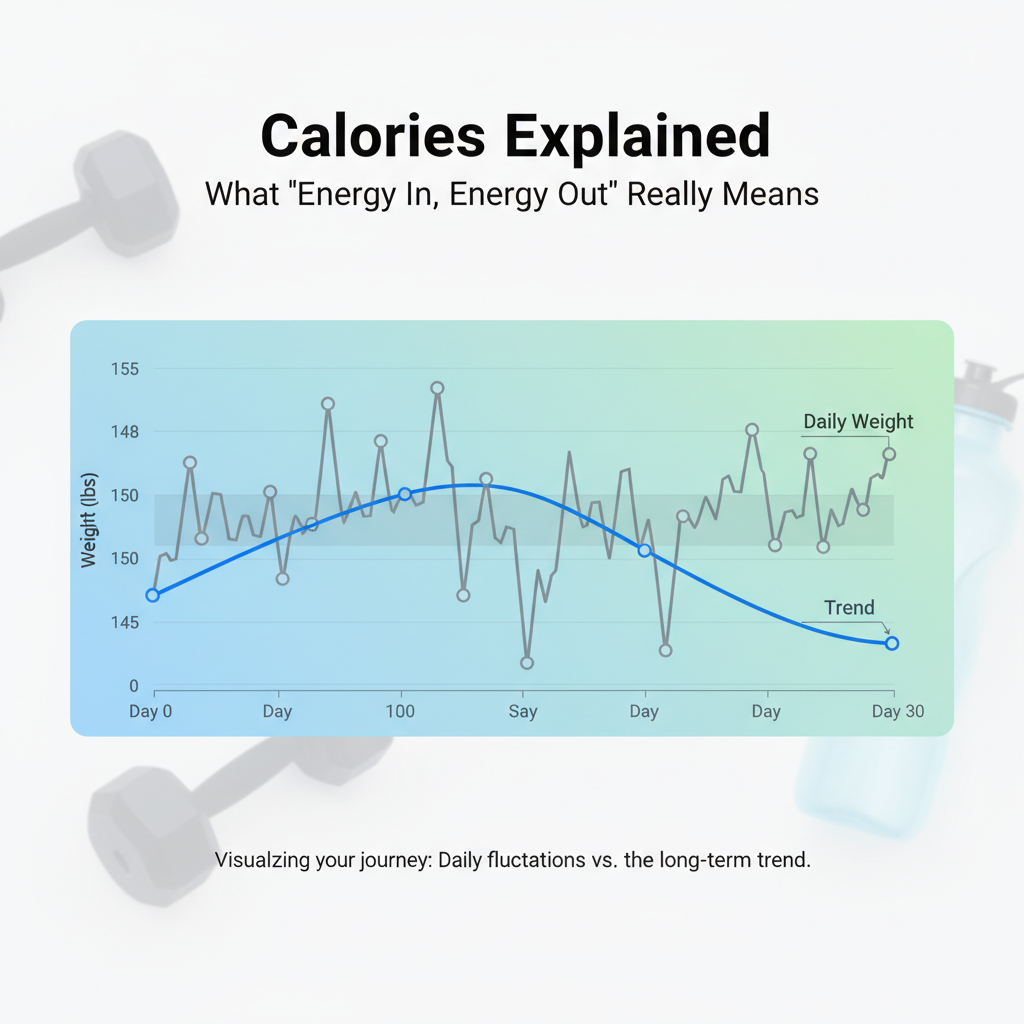 Calories Explained
What "Energy In, Energy Out" Really Means
155
148
150
150
145
0
Weight (lbs)
Daily Weight
Trend
Day 0
Day
100
Say
Day
Day
Day 30
Visualzing your journey: Daily fluctations vs. the long-term trend.